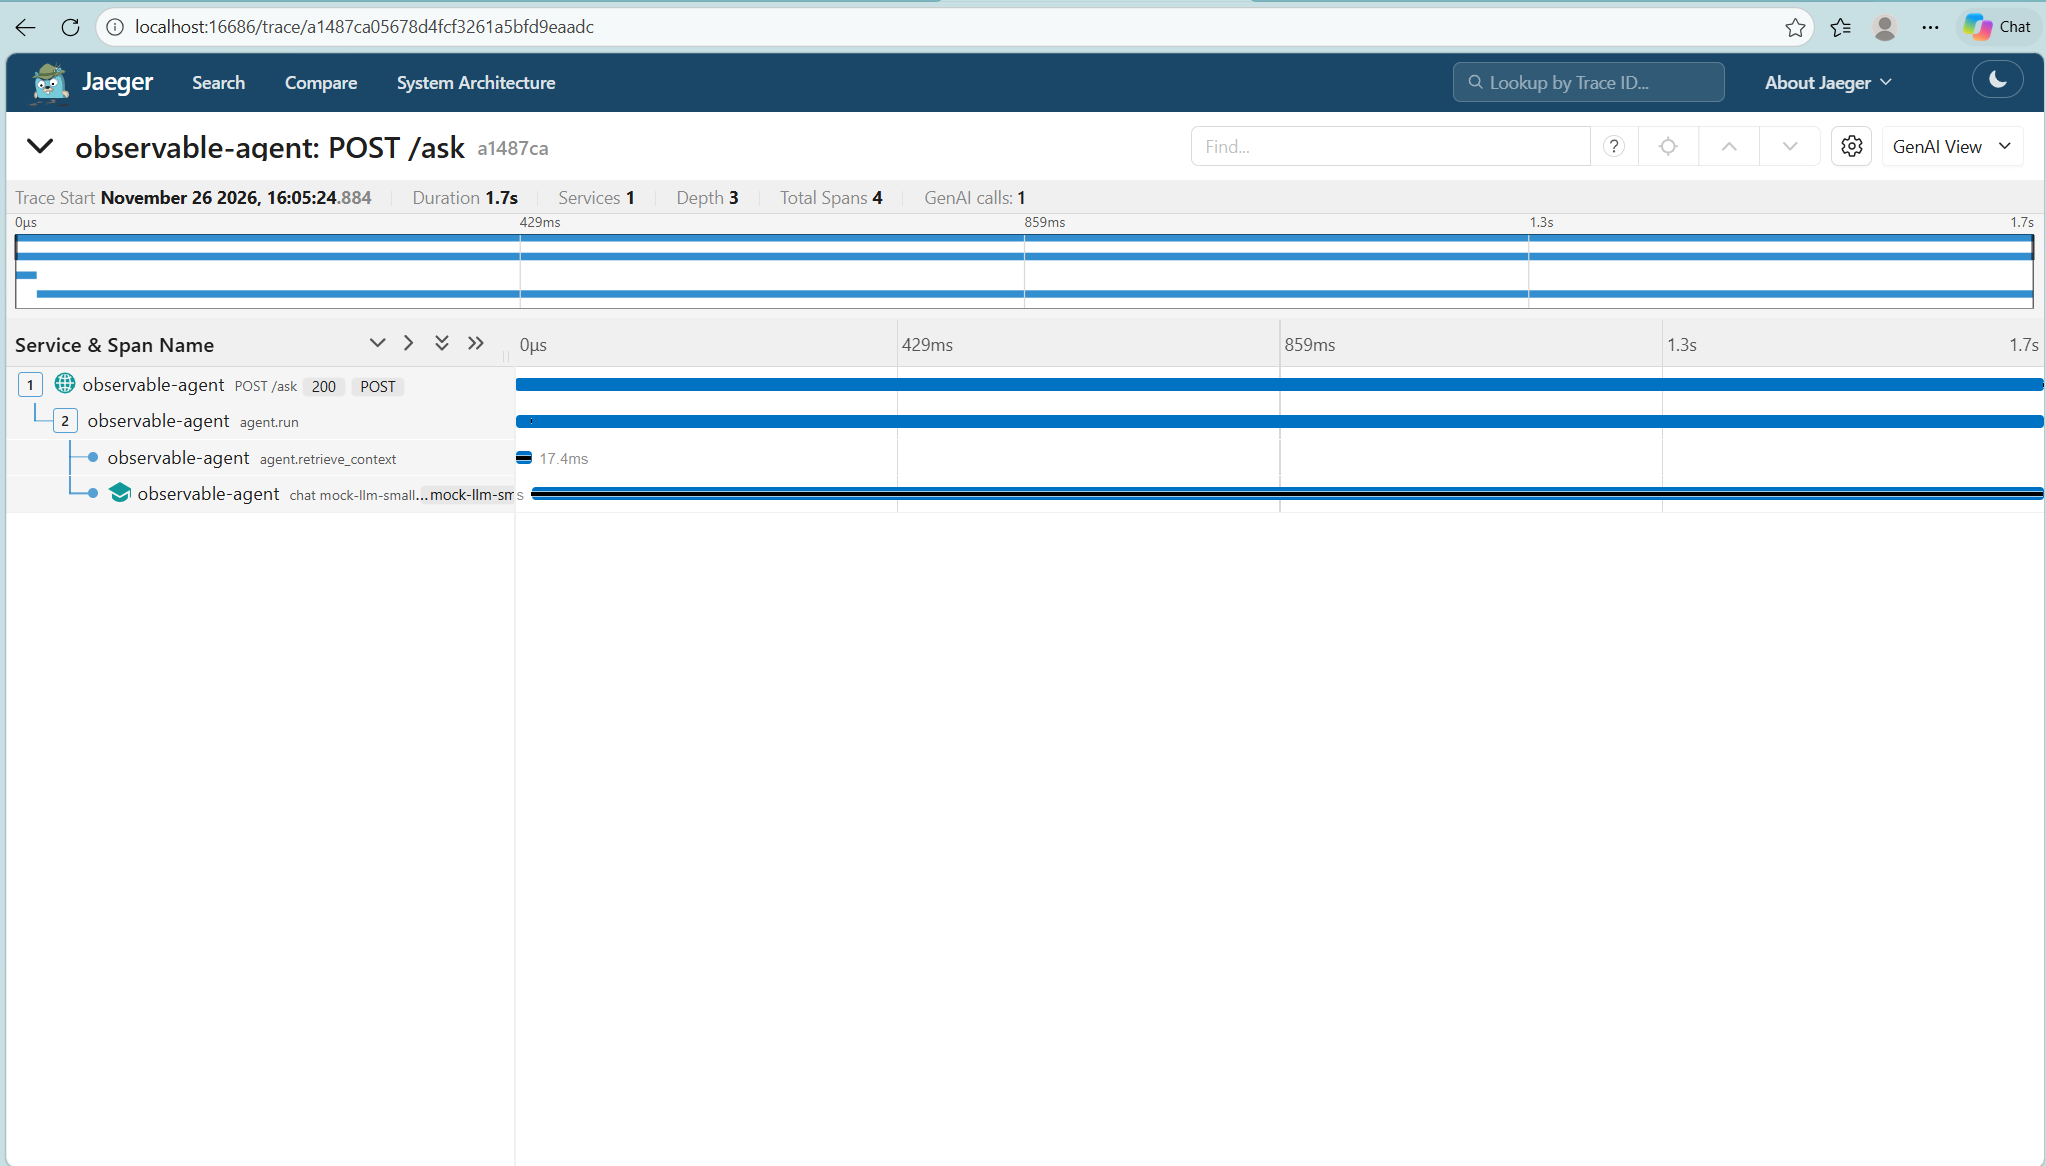 localhost:16686/trace/a1487ca05678d4fcf3261a5bfd9eaadc
Chat
Jaeger Search Compare System Architecture Lookup by Trace ID... About Jaeger
observable-agent: POST /ask a1487ca Find... ? GenAI View
Trace Start November 26 2026, 16:05:24.884 Duration 1.7s Services 1 Depth 3 Total Spans 4 GenAI calls: 1
0μs 429ms 859ms 1.3s 1.7s
Service & Span Name 0μs 429ms 859ms 1.3s 1.7s
1 observable-agent POST /ask 200 POST
2 observable-agent agent.run
observable-agent agent.retrieve_context 17.4ms
observable-agent chat mock-llm-small... mock-llm-sm s